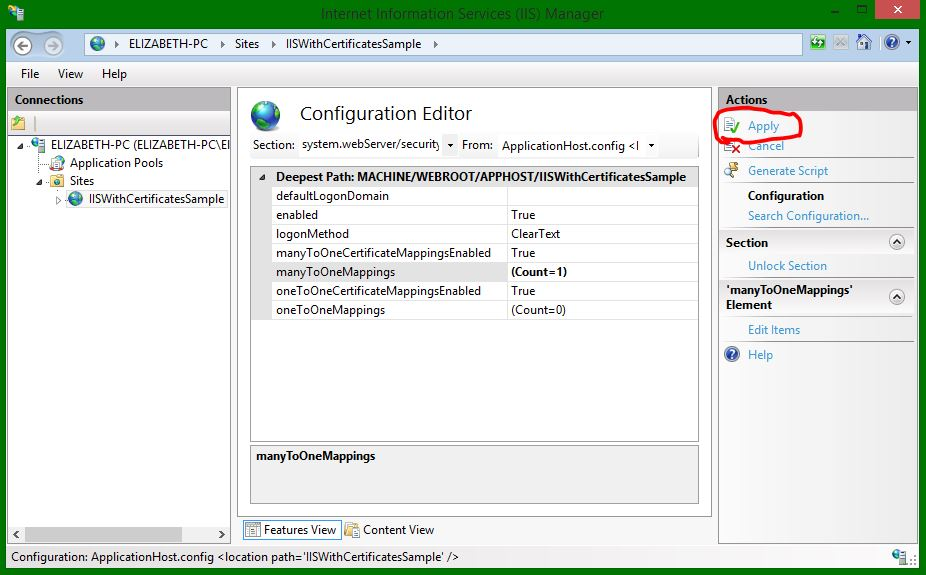 Internet Information Services (IIS) Manager
ELIZABETH-PC Sites IISWithCertificatesSample
File View Help
Connections
ELIZABETH-PC (ELIZABETH-PC\El
Application Pools
Sites
IISWithCertificatesSample
Configuration Editor
Section: system.webServer/security From: ApplicationHost.config <l
Deepest Path: MACHINE/WEBROOT/APPHOST/IISWithCertificatesSample
defaultLogonDomain
enabled True
logonMethod ClearText
manyToOneCertificateMappingsEnabled True
manyToOneMappings (Count=1)
oneToOneCertificateMappingsEnabled True
oneToOneMappings (Count=0)
manyToOneMappings
Features View Content View
Actions
Apply
Cancel
Generate Script
Configuration
Search Configuration...
Section
Unlock Section
'manyToOneMappings'
Element
Edit Items
Help
Configuration: ApplicationHost.config <location path='IISWithCertificatesSample' />